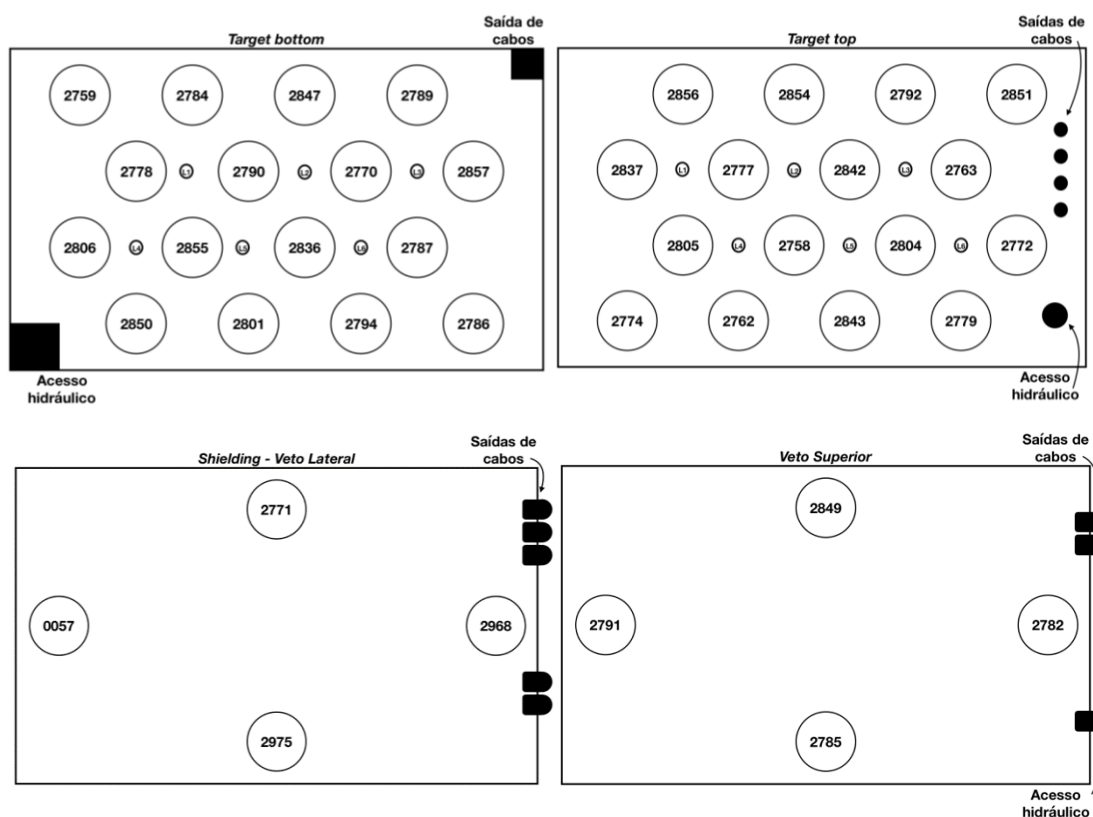 Saída de
cabos
Target bottom
2759 2784 2847 2789
2778 L1 2790 L2 2770 L3 2857
2806 L4 2855 L5 2836 L6 2787
2850 2801 2794 2786
Acesso
hidráulico
Saídas de
cabos
Target top
2856 2854 2792 2851
2837 L1 2777 L2 2842 L3 2763
2805 L4 2758 L5 2804 L6 2772
2774 2762 2843 2779
Acesso
hidráulico
Saídas de
cabos
Shielding - Veto Lateral
2771
0057 2968
2975
Saídas de
cabos
Veto Superior
2849
2791 2782
2785
Acesso
hidráulico